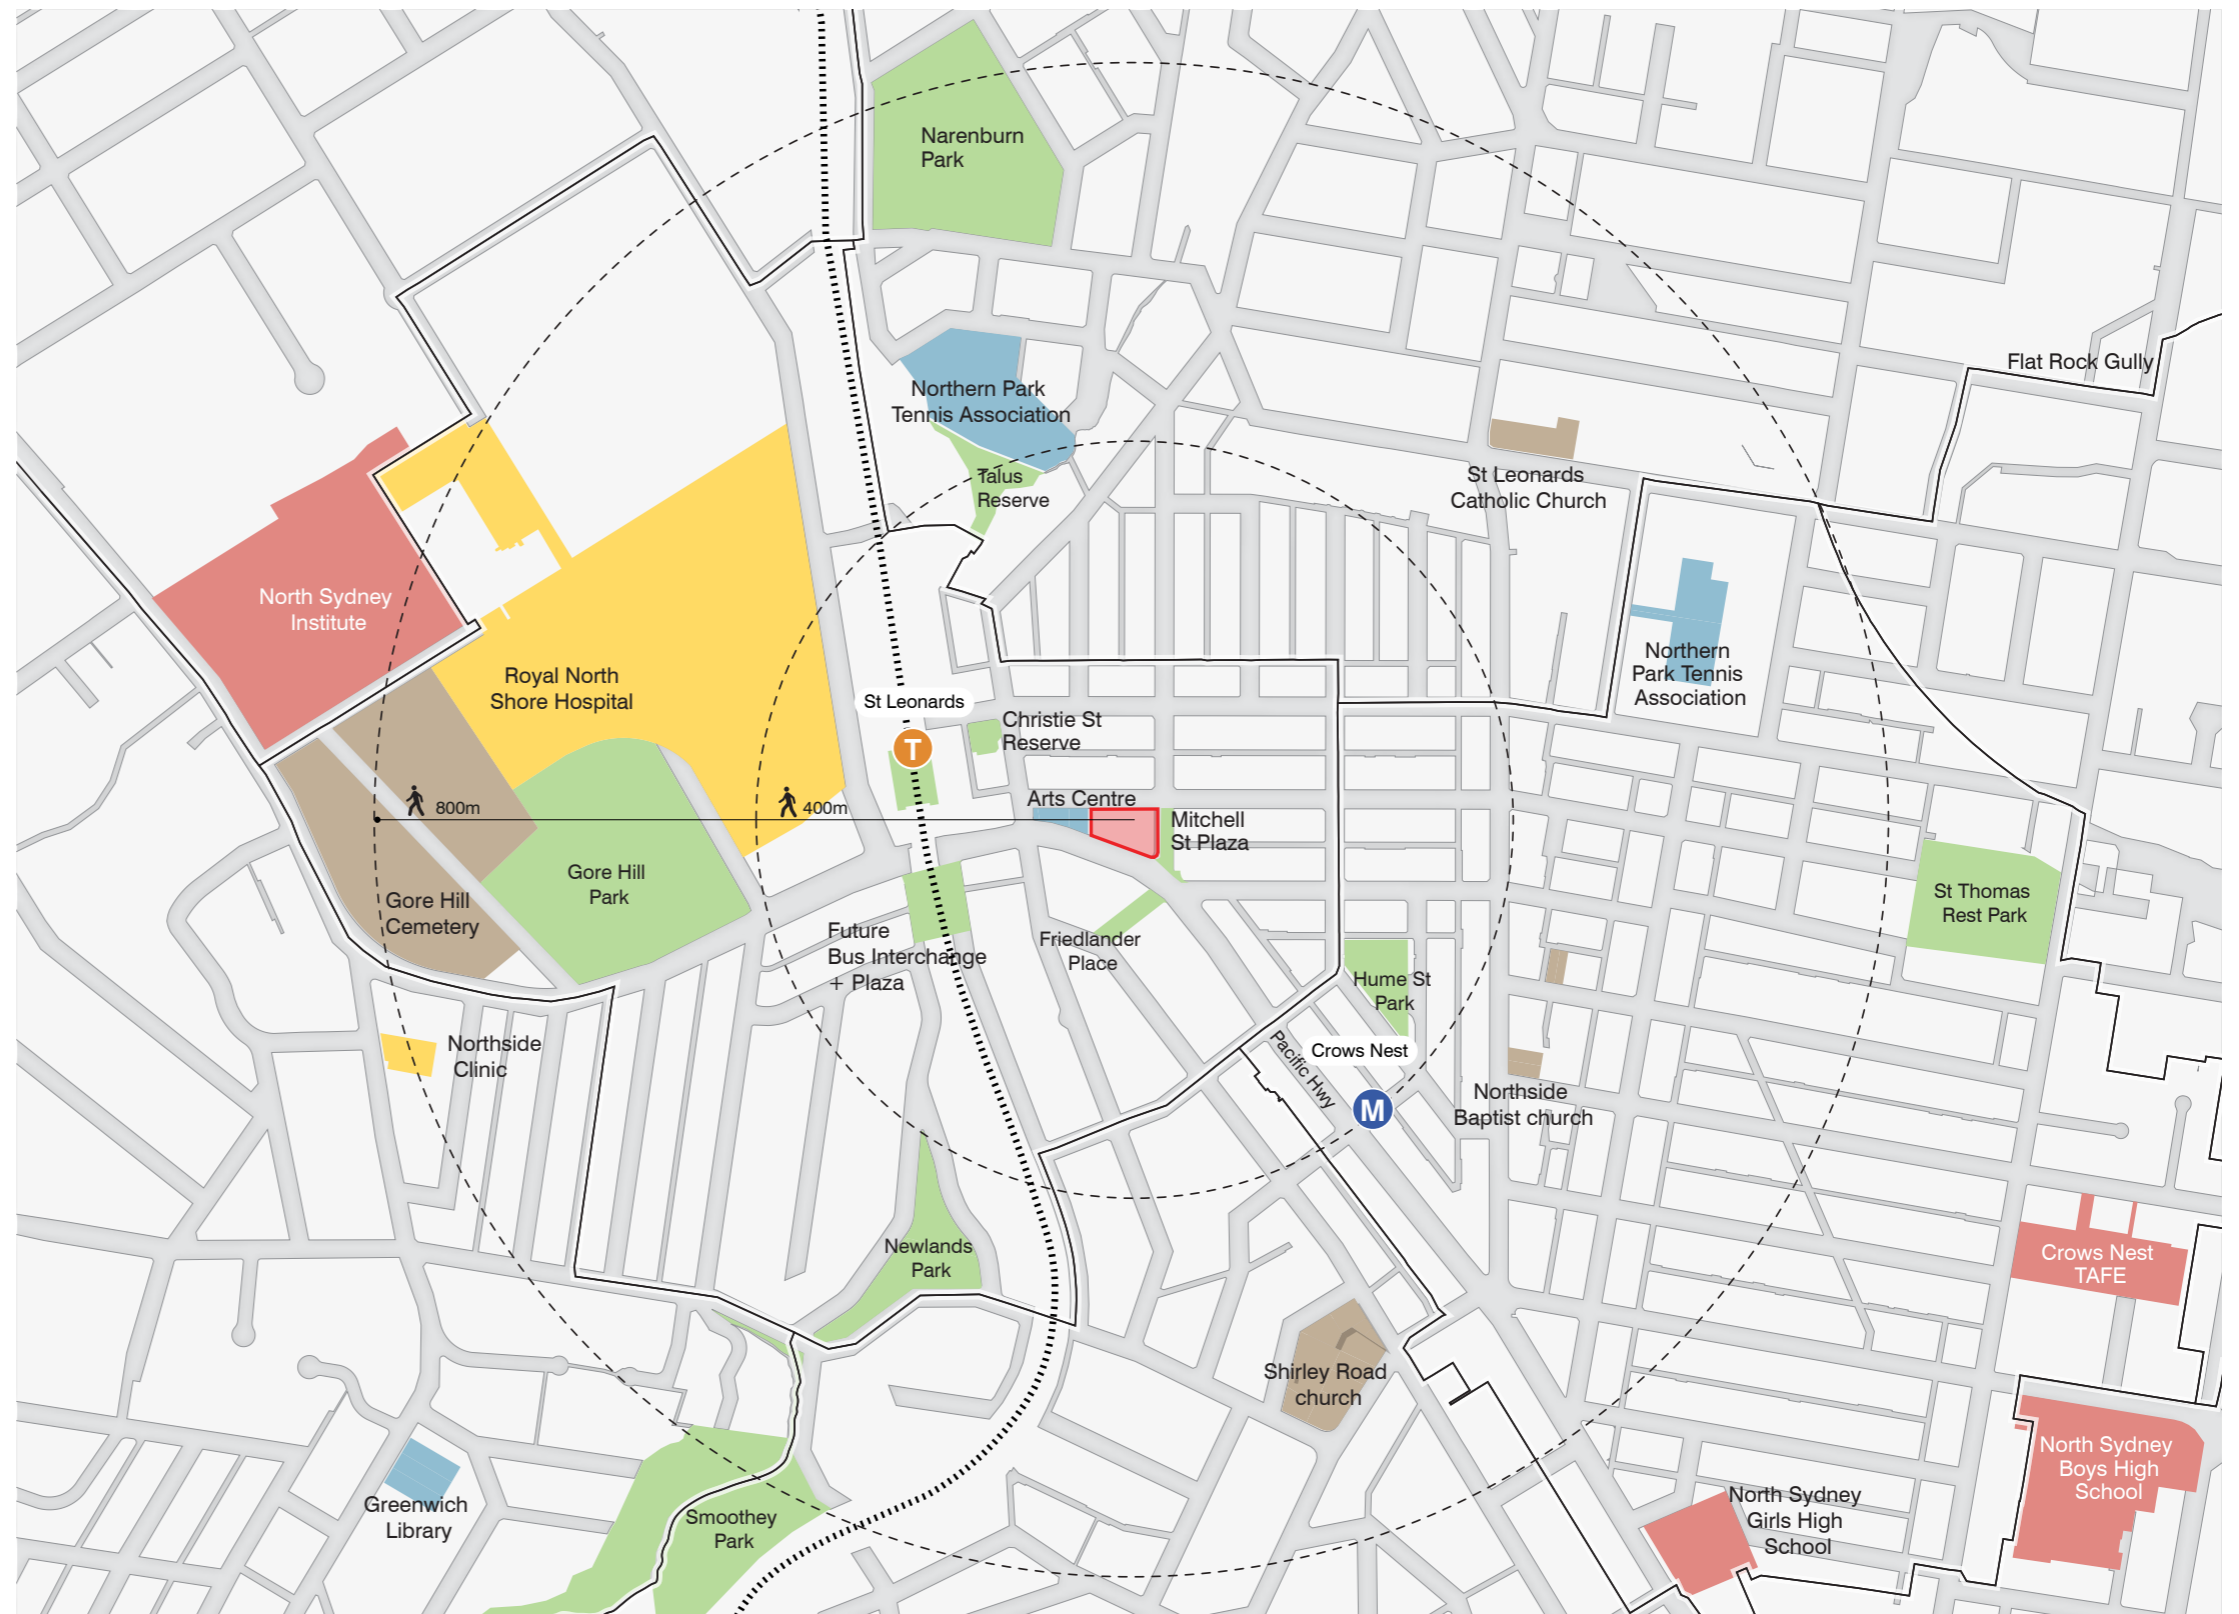 Narenburn
Park
Flat Rock Gully
Northern Park
Tennis Association
Talus
Reserve
St Leonards
Catholic Church
North Sydney
Institute
Royal North
Shore Hospital
Northern
Park Tennis
Association
St Leonards
T
Christie St
Reserve
800m
400m
Arts Centre
Mitchell
St Plaza
Gore Hill
Park
Gore Hill
Cemetery
St Thomas
Rest Park
Future
Bus Interchange
+ Plaza
Friedlander
Place
Hume St
Park
Northside
Clinic
Pacific Hwy
Crows Nest
M
Northside
Baptist church
Newlands
Park
Crows Nest
TAFE
Shirley Road
church
North Sydney
Boys High
School
Greenwich
Library
Smoothey
Park
North Sydney
Girls High
School